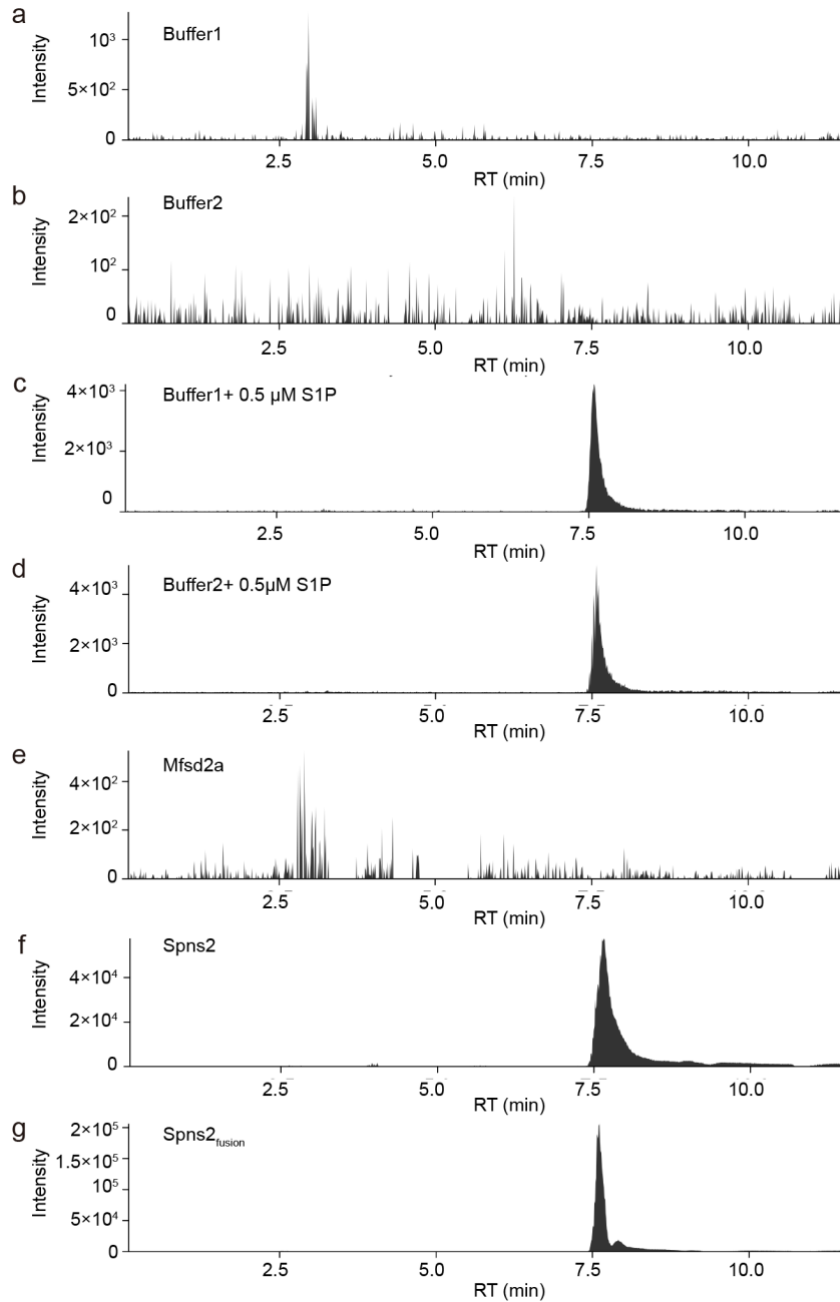 a
Buffer1
Intensity
10³
5×10²
0
2.5 5.0 7.5 10.0
RT (min)
b
Buffer2
Intensity
2×10²
10²
0
2.5 5.0 7.5 10.0
RT (min)
c
Buffer1+ 0.5 µM S1P
Intensity
4×10³
2×10³
0
2.5 5.0 7.5 10.0
RT (min)
d
Buffer2+ 0.5µM S1P
Intensity
4×10³
2×10³
0
2.5 5.0 7.5 10.0
RT (min)
e
Mfsd2a
Intensity
4×10²
2×10²
0
2.5 5.0 7.5 10.0
RT (min)
f
Spns2
Intensity
4×10⁴
2×10⁴
0
2.5 5.0 7.5 10.0
RT (min)
g
Spns2fusion
Intensity
2×10⁵
1.5×10⁵
10⁵
5×10⁴
0
2.5 5.0 7.5 10.0
RT (min)